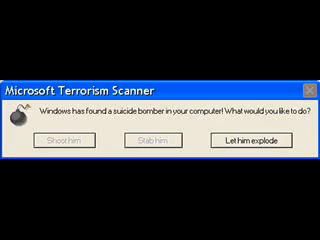 Microsoft Terrorism Scanner
Windows has found a suicide bomber in your computer! What would you like to do?
Shoot him
Stab him
Let him explode